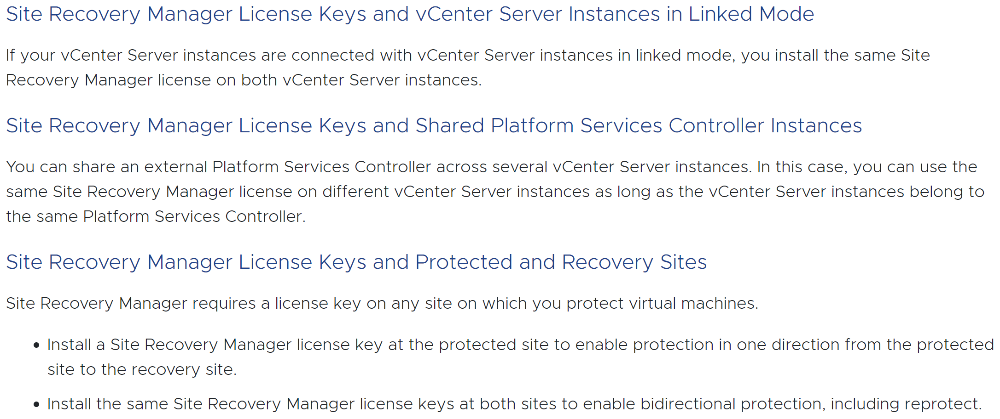 Site Recovery Manager License Keys and vCenter Server Instances in Linked Mode
If your vCenter Server instances are connected with vCenter Server instances in linked mode, you install the same Site
Recovery Manager license on both vCenter Server instances.
Site Recovery Manager License Keys and Shared Platform Services Controller Instances
You can share an external Platform Services Controller across several vCenter Server instances. In this case, you can use the
same Site Recovery Manager license on different vCenter Server instances as long as the vCenter Server instances belong to
the same Platform Services Controller.
Site Recovery Manager License Keys and Protected and Recovery Sites
Site Recovery Manager requires a license key on any site on which you protect virtual machines.
• Install a Site Recovery Manager license key at the protected site to enable protection in one direction from the protected
site to the recovery site.
• Install the same Site Recovery Manager license keys at both sites to enable bidirectional protection, including reprotect.